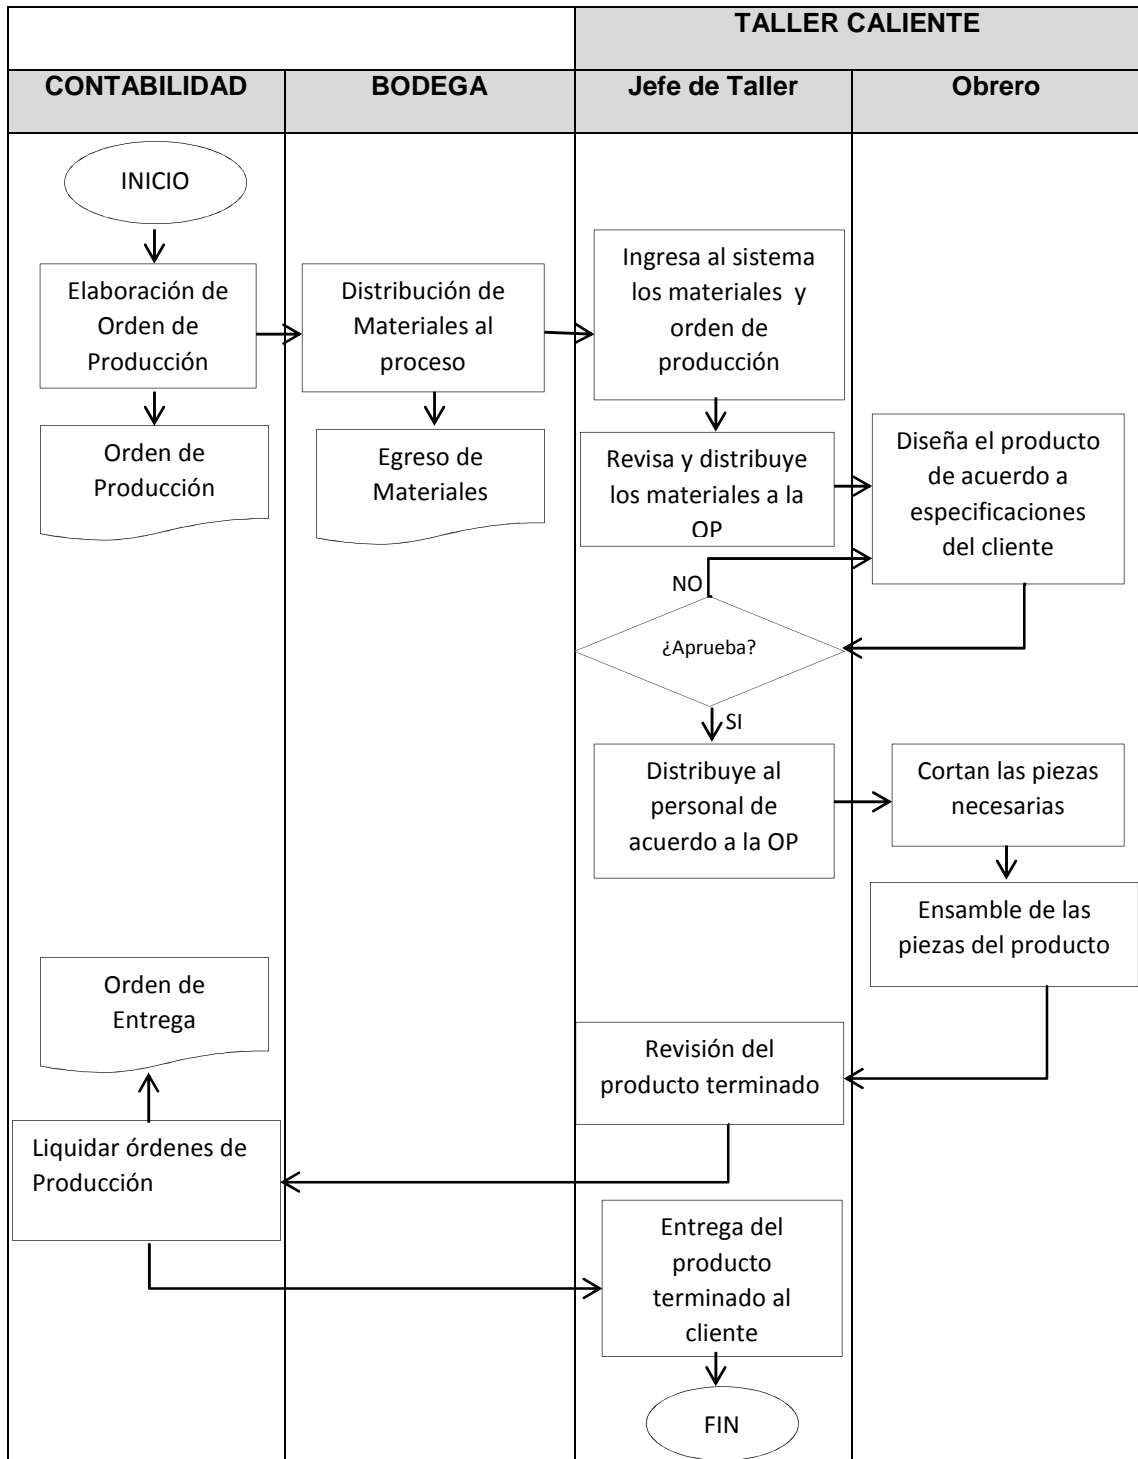 TALLER CALIENTE
CONTABILIDAD
BODEGA
Jefe de Taller
Obrero
INICIO
Elaboración de
Orden de
Producción
Distribución de
Materiales al
proceso
Ingresa al sistema
los materiales y
orden de
producción
Orden de
Producción
Egreso de
Materiales
Revisa y distribuye
los materiales a la
OP
Diseña el producto
de acuerdo a
especificaciones
del cliente
NO
¿Aprueba?
SI
Distribuye al
personal de
acuerdo a la OP
Cortan las piezas
necesarias
Ensamble de las
piezas del producto
Orden de
Entrega
Revisión del
producto terminado
Liquidar órdenes de
Producción
Entrega del
producto
terminado al
cliente
FIN